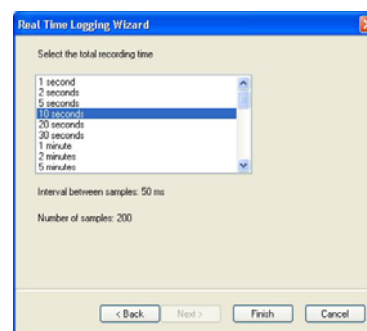 Real Time Logging Wizard
Select the total recording time
1 second
2 seconds
5 seconds
10 seconds
20 seconds
30 seconds
1 minute
2 minutes
5 minutes
Interval between samples: 50 ms
Number of samples: 200
< Back
Next >
Finish
Cancel